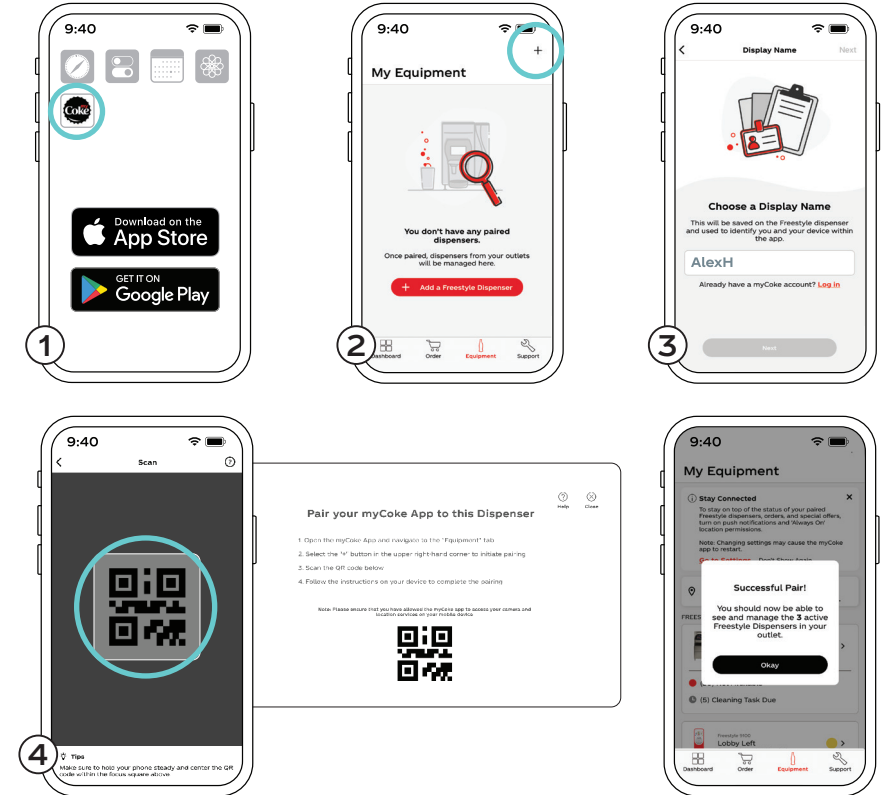 9:40
Coke
Download on the
App Store
GET IT ON
Google Play
1
9:40
+
My Equipment
You don't have any paired
dispensers.
Once paired, dispensers from your outlets
will be managed here.
+ Add a Freestyle Dispenser
Dashboard Order Equipment Support
2
9:40
Display Name Next
Choose a Display Name
This will be saved on the Freestyle dispenser
and used to identify you and your device within
the app.
AlexH
Already have a myCoke account? Log in
Next
3
9:40
Scan ?
Tips
Make sure to hold your phone steady and center the QR
code within the focus square above
4
? Help Close
Pair your myCoke App to this Dispenser
1. Open the myCoke App and navigate to the "Equipment" tab
2. Select the "+" button in the upper right-hand corner to initiate pairing
3. Scan the QR code below
4. Follow the instructions on your device to complete the pairing
Note: Please ensure that you have allowed the myCoke app to access your camera and
location services on your mobile device
9:40
My Equipment
Stay Connected
To stay on top of the status of your paired
Freestyle dispensers, orders, and special offers,
turn on push notifications and 'Always On'
location permissions.
Note: Changing settings may cause the myCoke
app to restart.
Go to Settings Don't Show Again
FREES
Successful Pair!
You should now be able to
see and manage the 3 active
Freestyle Dispensers in your
outlet.
Okay
(5) Cleaning Task Due
Lobby Left
Dashboard Order Equipment Support